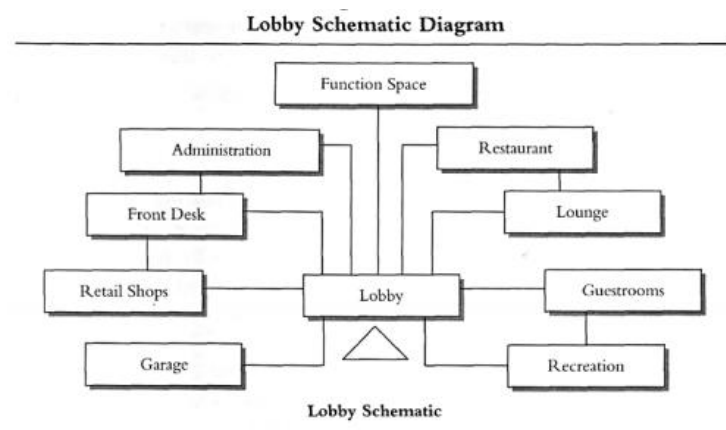 Lobby Schematic Diagram
Function Space
Administration
Restaurant
Front Desk
Lounge
Retail Shops
Lobby
Guestrooms
Garage
Recreation
Lobby Schematic